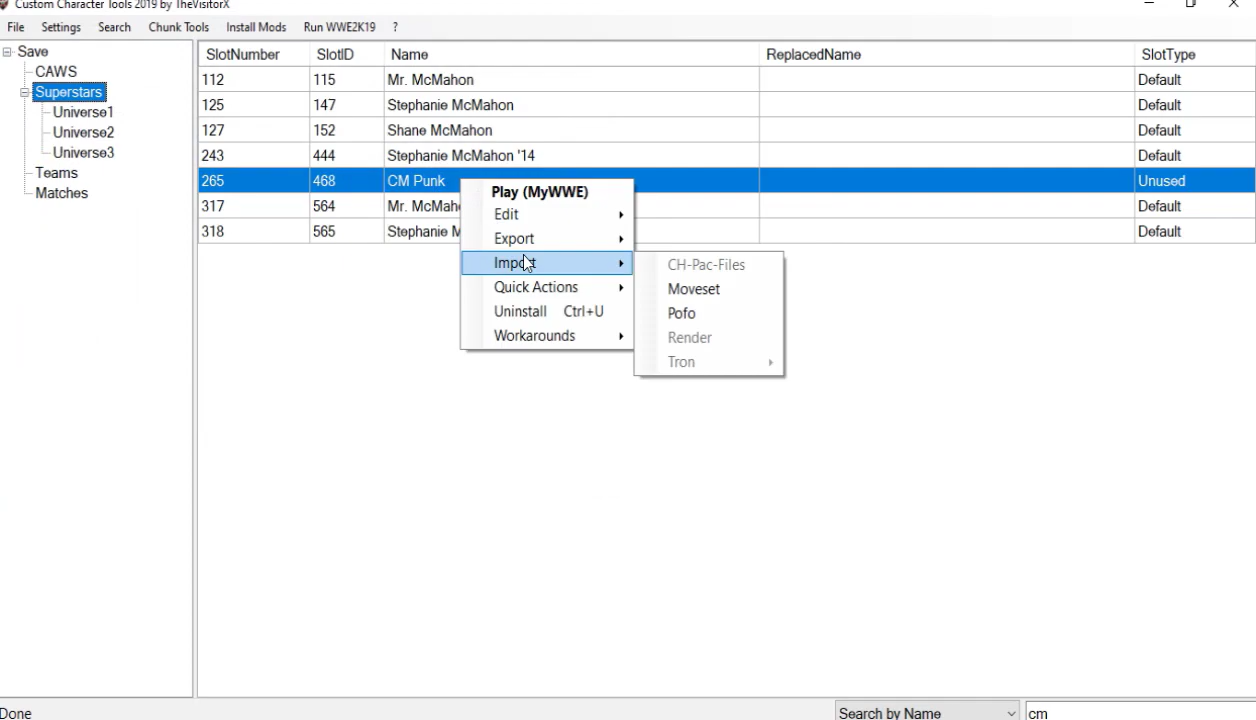 Custom Character Tools 2019 by TheVisitorX
File Settings Search Chunk Tools Install Mods Run WWE2K19 ?
Save
CAWS
Superstars
Universe1
Universe2
Universe3
Teams
Matches
SlotNumber SlotID Name ReplacedName SlotType
112 115 Mr. McMahon Default
125 147 Stephanie McMahon Default
127 152 Shane McMahon Default
243 444 Stephanie McMahon '14 Default
265 468 CM Punk Unused
317 564 Mr. McMah Default
318 565 Stephanie M Default
Play (MyWWE)
Edit
Export
Import
Quick Actions
Uninstall Ctrl+U
Workarounds
CH-Pac-Files
Moveset
Pofo
Render
Tron
Done Search by Name cm